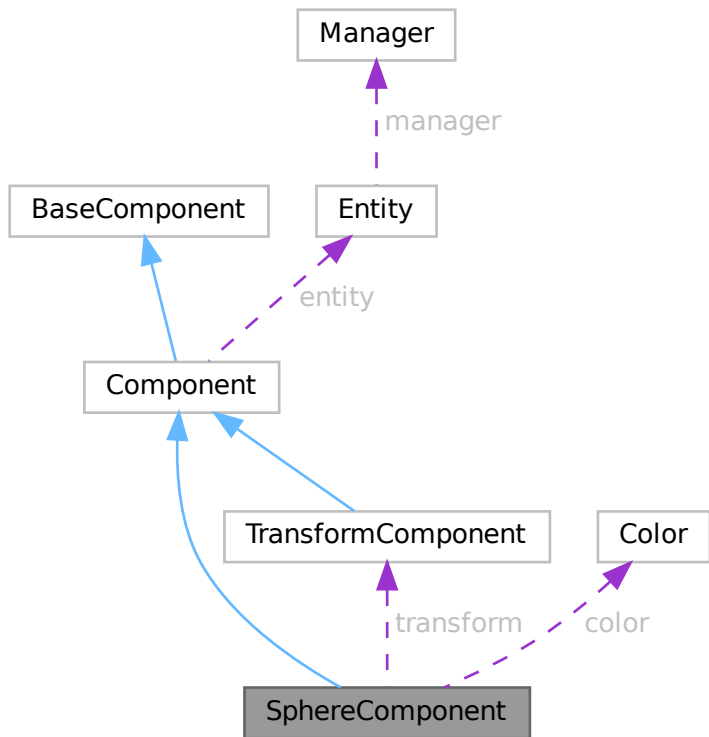 Manager
manager
BaseComponent
Entity
entity
Component
TransformComponent
Color
transform
color
SphereComponent